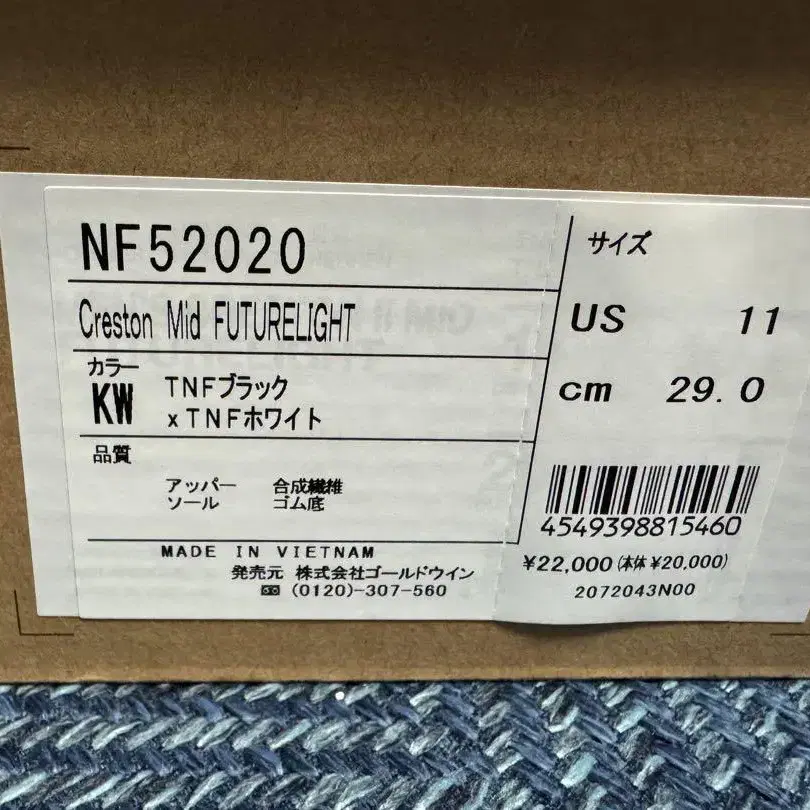 NF52020
Creston Mid FUTURELIGHT
カラー
KW
TNFブラック
xTNFホワイト
品質
アッパー 合成繊維
ソール ゴム底
MADE IN VIETNAM
発売元 株式会社ゴールドウイン
(0120)-307-560
サイズ
US 11
cm 29.0
4549398815460
¥22,000(本体¥20,000)
2072043N00